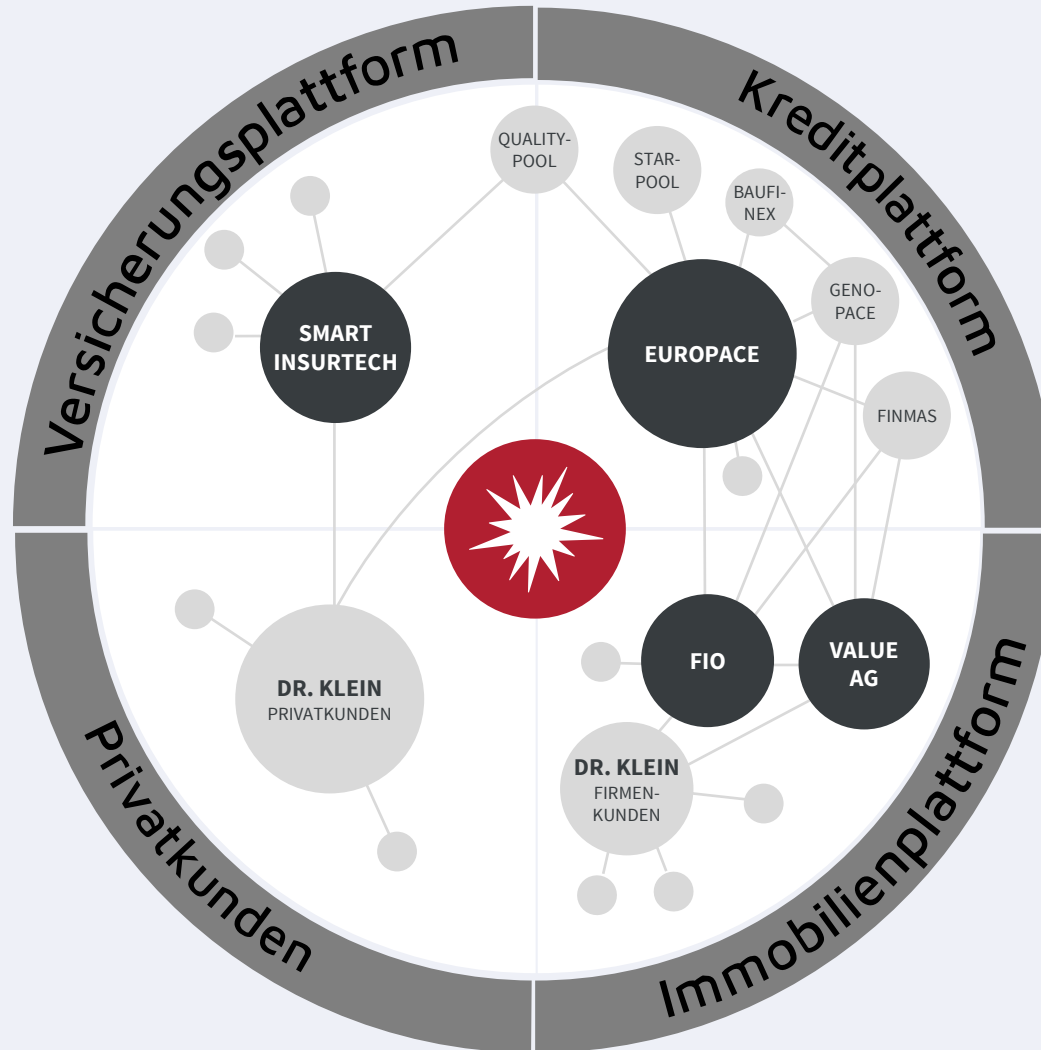 Versicherungsplattform
Kreditplattform
QUALITY-
POOL
STAR-
POOL
BAUFI-
NEX
GENO-
PACE
SMART
INSURTECH
EUROPACE
FINMAS
DR. KLEIN
PRIVATKUNDEN
FIO
VALUE
AG
DR. KLEIN
FIRMEN-
KUNDEN
Privatkunden
Immobilienplattform